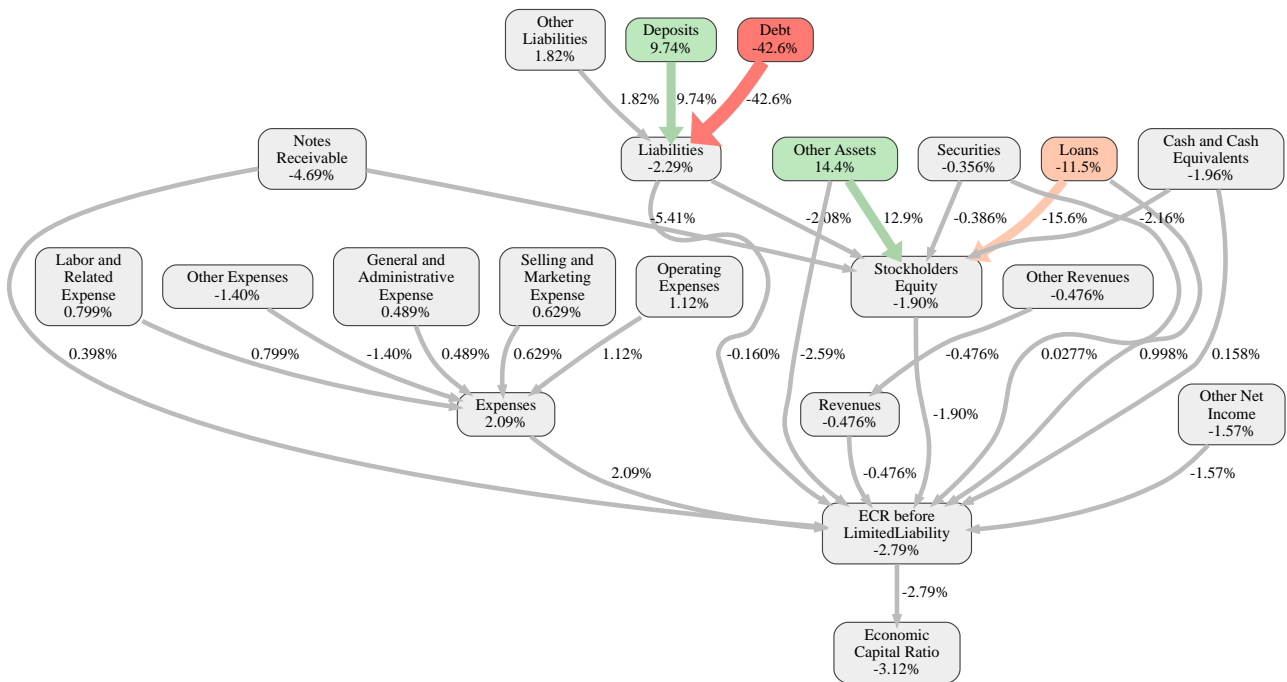 Other
Liabilities
1.82%
Deposits
9.74%
Debt
-42.6%
1.82%
9.74%
-42.6%
Notes
Receivable
-4.69%
Liabilities
-2.29%
Other Assets
14.4%
Securities
-0.356%
Loans
-11.5%
Cash and Cash
Equivalents
-1.96%
-5.41%
-2.08%
12.9%
-0.386%
-15.6%
-2.16%
Labor and
Related
Expense
0.799%
Other Expenses
-1.40%
General and
Administrative
Expense
0.489%
Selling and
Marketing
Expense
0.629%
Operating
Expenses
1.12%
Stockholders
Equity
-1.90%
Other Revenues
-0.476%
0.398%
0.799%
-1.40%
0.489%
0.629%
1.12%
-0.160%
-2.59%
-0.476%
0.0277%
0.998%
0.158%
Expenses
2.09%
Revenues
-0.476%
-1.90%
Other Net
Income
-1.57%
2.09%
-0.476%
-1.57%
ECR before
LimitedLiability
-2.79%
-2.79%
Economic
Capital Ratio
-3.12%